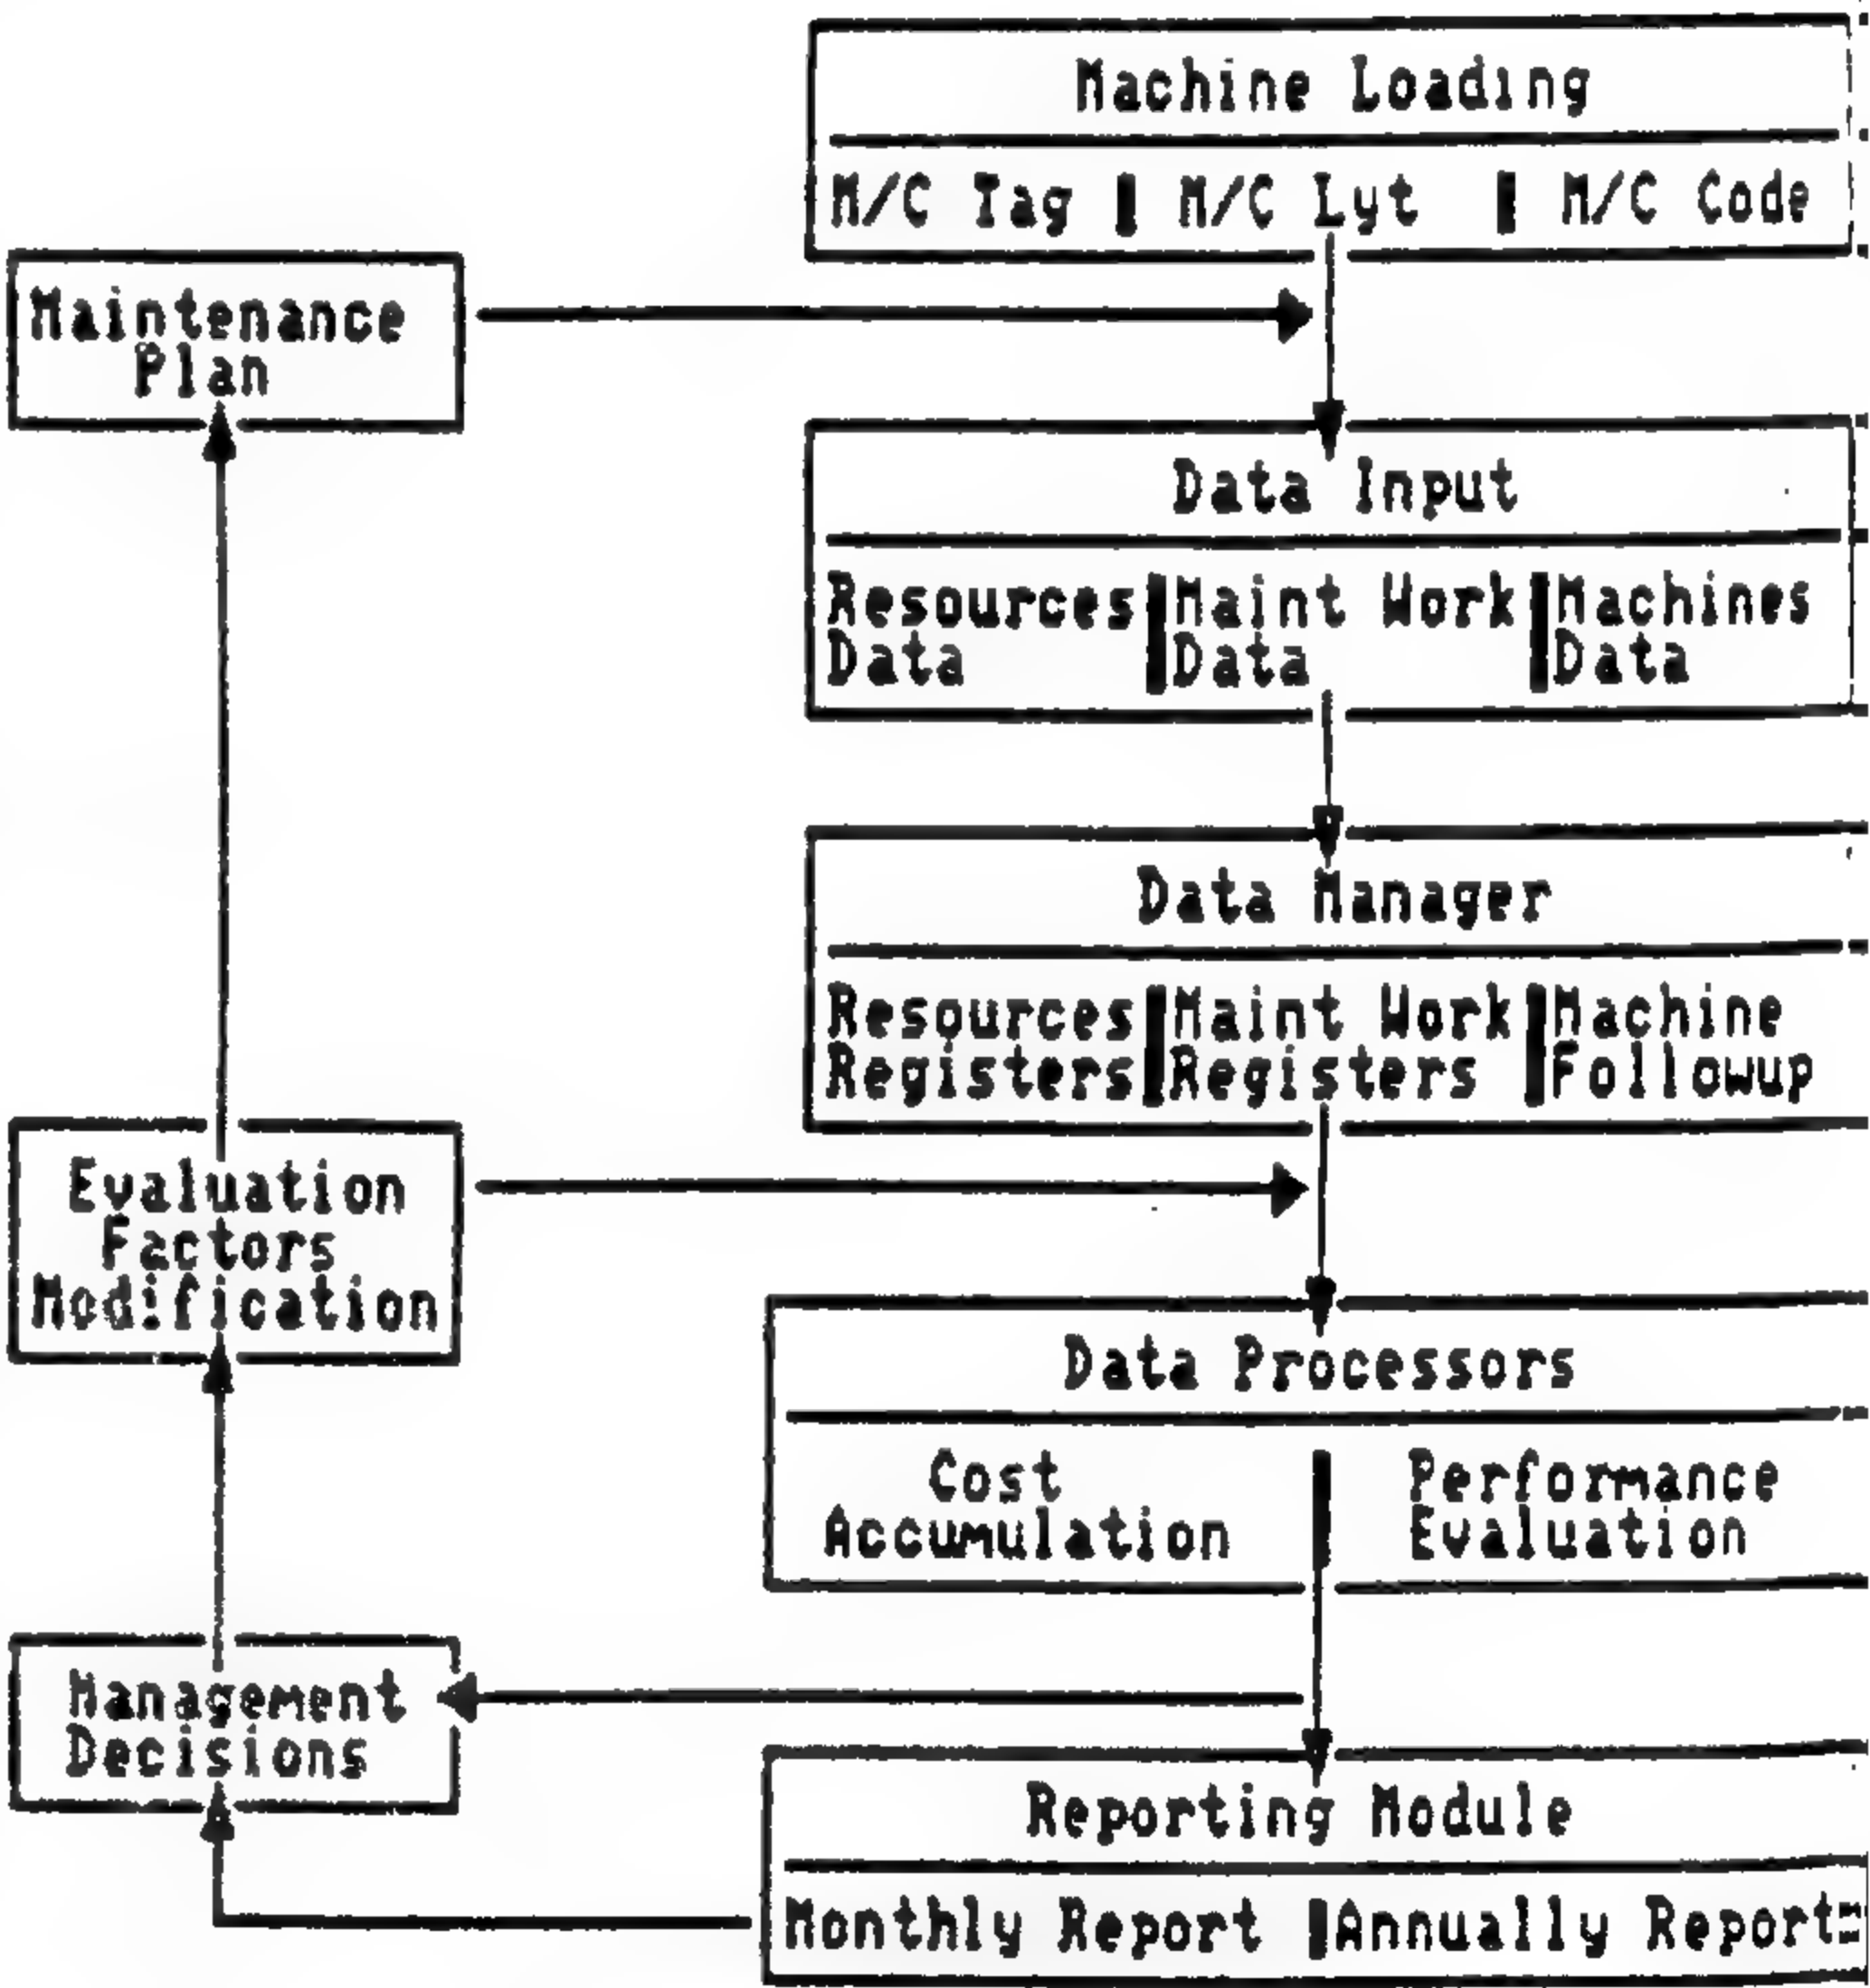 Machine Loading
M/C Tag | M/C Lyt | M/C Code
Maintenance
Plan
Data Input
Resources | Maint Work | Machines
Data | Data | Data
Data Manager
Resources | Maint Work | Machine
Registers | Registers | Followup
Evaluation
Factors
Modification
Data Processors
Cost | Performance
Accumulation | Evaluation
Management
Decisions
Reporting Module
Monthly Report | Annually Report